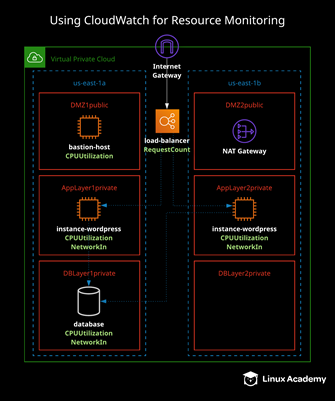 Using CloudWatch for Resource Monitoring
Internet
Gateway
Virtual Private Cloud
us-east-1a
us-east-1b
DMZ1public
DMZ2public
bastion-host
CPUUtilization
load-balancer
RequestCount
NAT Gateway
AppLayer1private
AppLayer2private
instance-wordpress
CPUUtilization
NetworkIn
instance-wordpress
CPUUtilization
NetworkIn
DBLayer1private
DBLayer2private
database
CPUUtilization
NetworkIn
Linux Academy